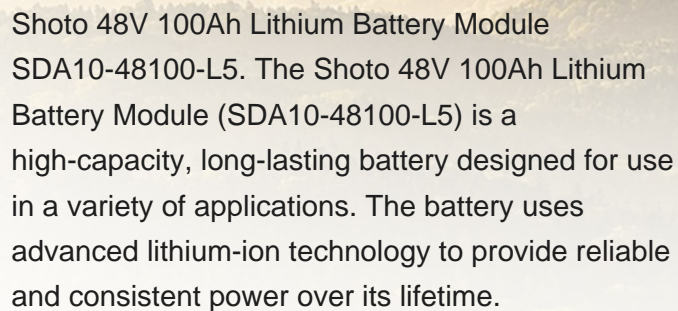 Shoto 48V 100Ah Lithium Battery Module
SDA10-48100-L5. The Shoto 48V 100Ah Lithium
Battery Module (SDA10-48100-L5) is a
high-capacity, long-lasting battery designed for use
in a variety of applications. The battery uses
advanced lithium-ion technology to provide reliable
and consistent power over its lifetime.